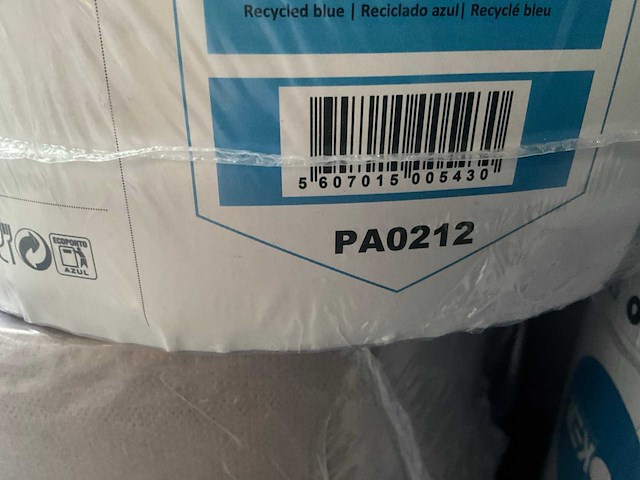 Recycled blue | Reciclado azul| Recyclé bleu
5 607015 005430
PA0212
ECOPONTO
AZUL